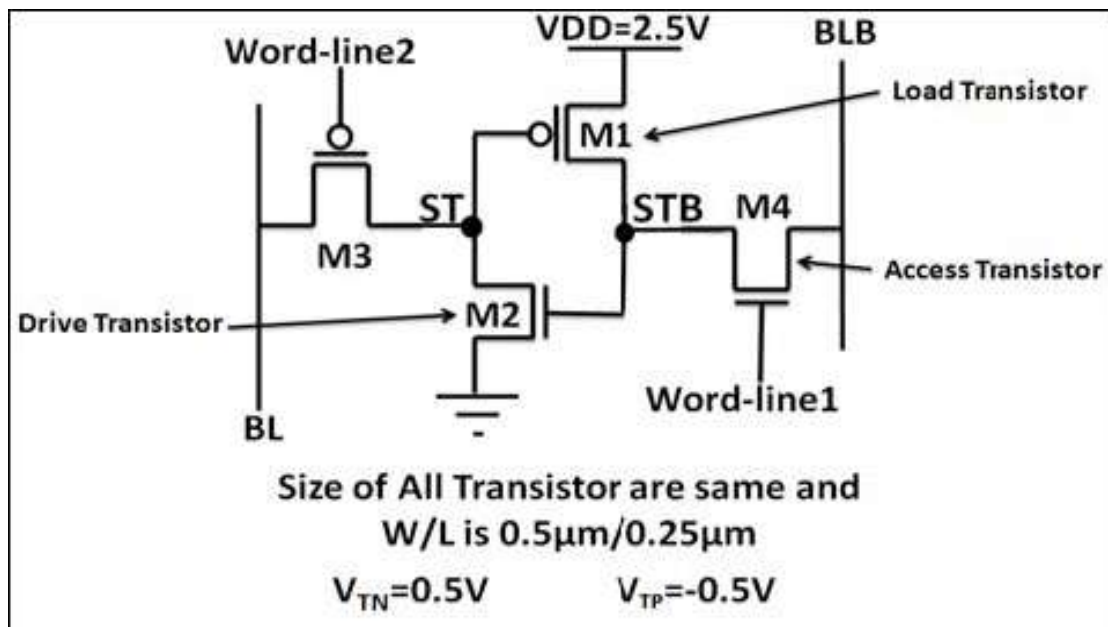 VDD=2.5V
BLB
Word-line2
Load Transistor
M1
ST
STB
M4
M3
Access Transistor
Drive Transistor
M2
Word-line1
BL
-
Size of All Transistor are same and
W/L is 0.5μm/0.25μm
VTN=0.5V VTP=-0.5V